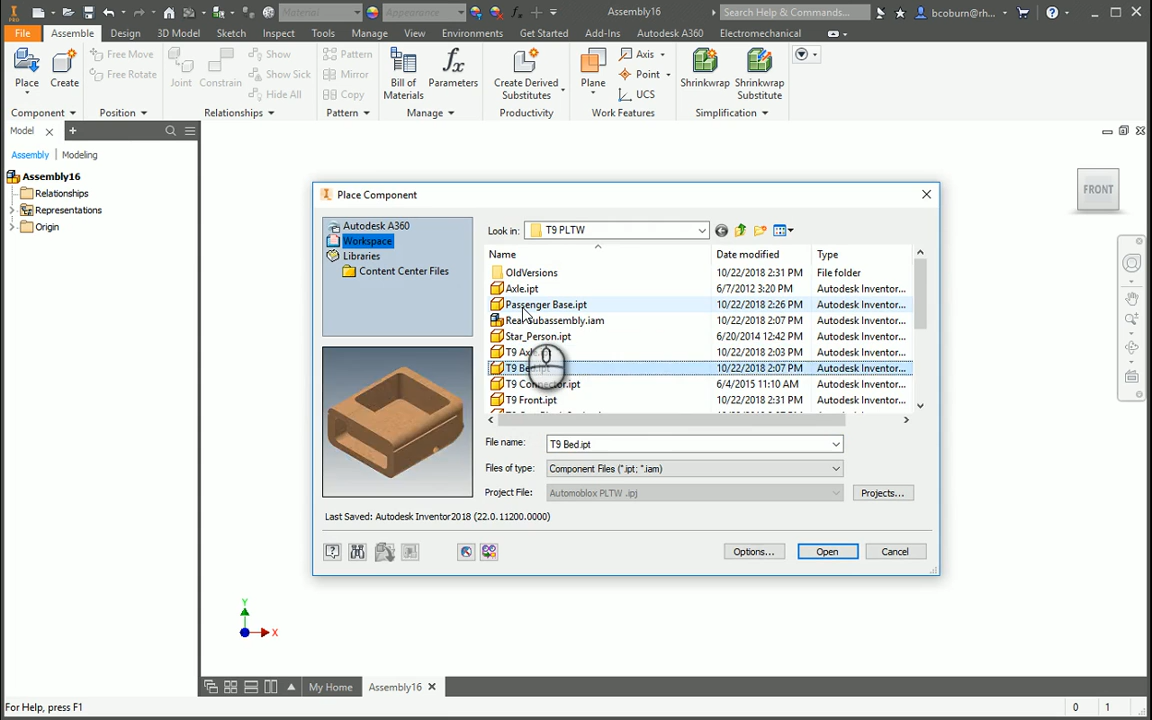 PRO
Material
Appearance
Assembly16
Search Help & Commands...
bcoburn@rh...
File
Assemble
Design
3D Model
Sketch
Inspect
Tools
Manage
View
Environments
Get Started
Add-Ins
Autodesk A360
Electromechanical
Place
Create
Free Move
Free Rotate
Joint
Constrain
Show
Show Sick
Hide All
Pattern
Mirror
Copy
Bill of
Materials
Parameters
Create Derived
Substitutes
Plane
Axis
Point
UCS
Shrinkwrap
Shrinkwrap
Substitute
Component
Position
Relationships
Pattern
Manage
Productivity
Work Features
Simplification
Model
Assembly
Modeling
Assembly16
Relationships
Representations
Origin
FRONT
Place Component
Autodesk A360
Workspace
Libraries
Content Center Files
Look in:
T9 PLTW
Name
Date modified
Type
OldVersions
10/22/2018 2:31 PM
File folder
Axle.ipt
6/7/2012 3:20 PM
Autodesk Inventor...
Passenger Base.ipt
10/22/2018 2:26 PM
Autodesk Inventor...
Rear Subassembly.iam
10/22/2018 2:07 PM
Autodesk Inventor...
Star_Person.ipt
6/20/2014 12:42 PM
Autodesk Inventor...
T9
10/22/2018 2:03 PM
Autodesk Inventor...
T9 Bed.ipt
10/22/2018 2:07 PM
Autodesk Inventor...
T9 Connector.ipt
6/4/2015 11:10 AM
Autodesk Inventor...
T9 Front.ipt
10/22/2018 2:31 PM
Autodesk Inventor...
File name:
T9 Bed.ipt
Files of type:
Component Files (*.ipt; *.iam)
Project File:
Automoblox PLTW .ipj
Projects...
Last Saved: Autodesk Inventor2018 (22.0.11200.0000)
Options...
Open
Cancel
Y
X
My Home
Assembly16
For Help, press F1
0
1